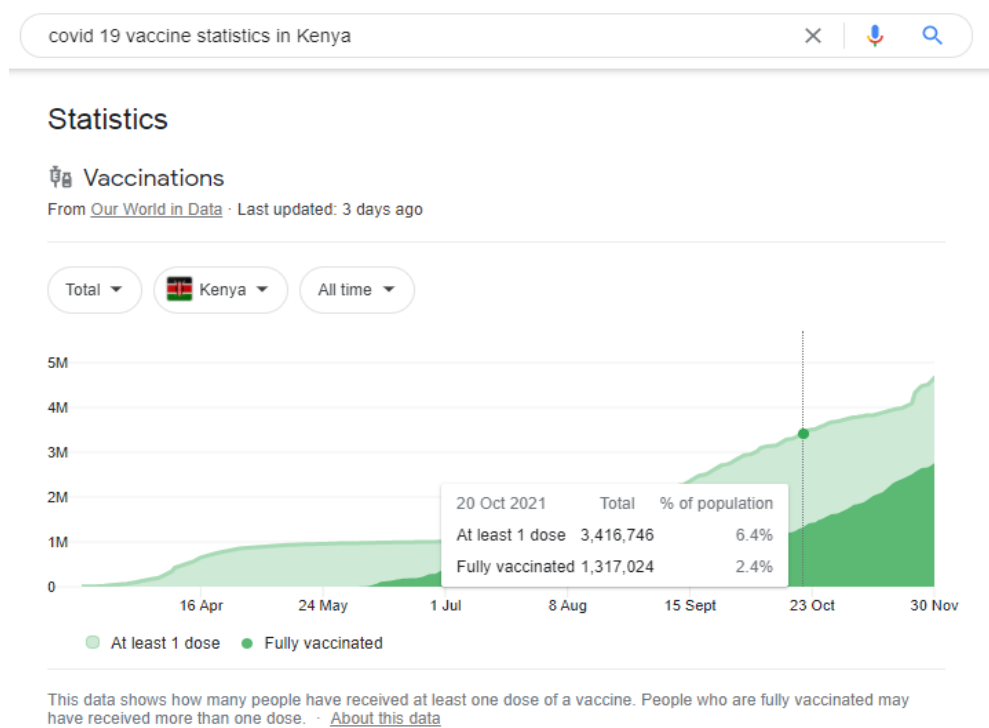 covid 19 vaccine statistics in Kenya
Statistics
Vaccinations
From Our World in Data · Last updated: 3 days ago
Total Kenya All time
5M
4M
3M
2M
1M
0
20 Oct 2021 Total % of population
At least 1 dose 3,416,746 6.4%
Fully vaccinated 1,317,024 2.4%
16 Apr 24 May 1 Jul 8 Aug 15 Sept 23 Oct 30 Nov
At least 1 dose Fully vaccinated
This data shows how many people have received at least one dose of a vaccine. People who are fully vaccinated may
have received more than one dose. · About this data